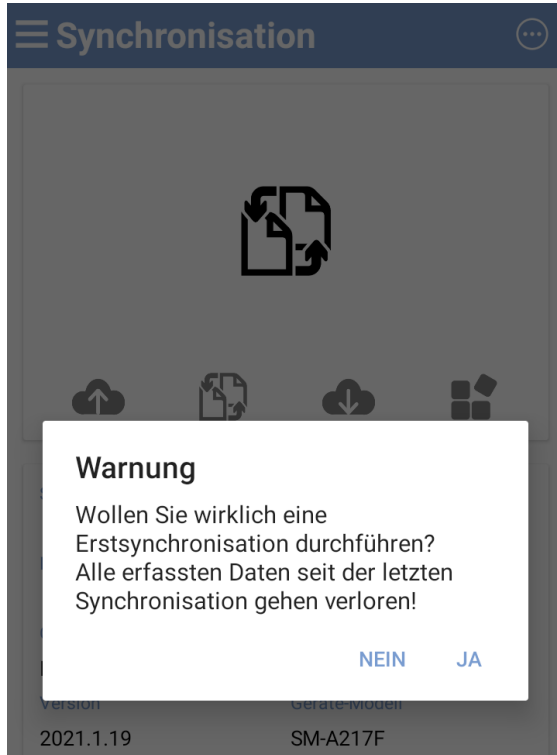 Synchronisation
Warnung
Wollen Sie wirklich eine
Erstsynchronisation durchführen?
Alle erfassten Daten seit der letzten
Synchronisation gehen verloren!
NEIN JA
Version Geräte-Modell
2021.1.19 SM-A217F